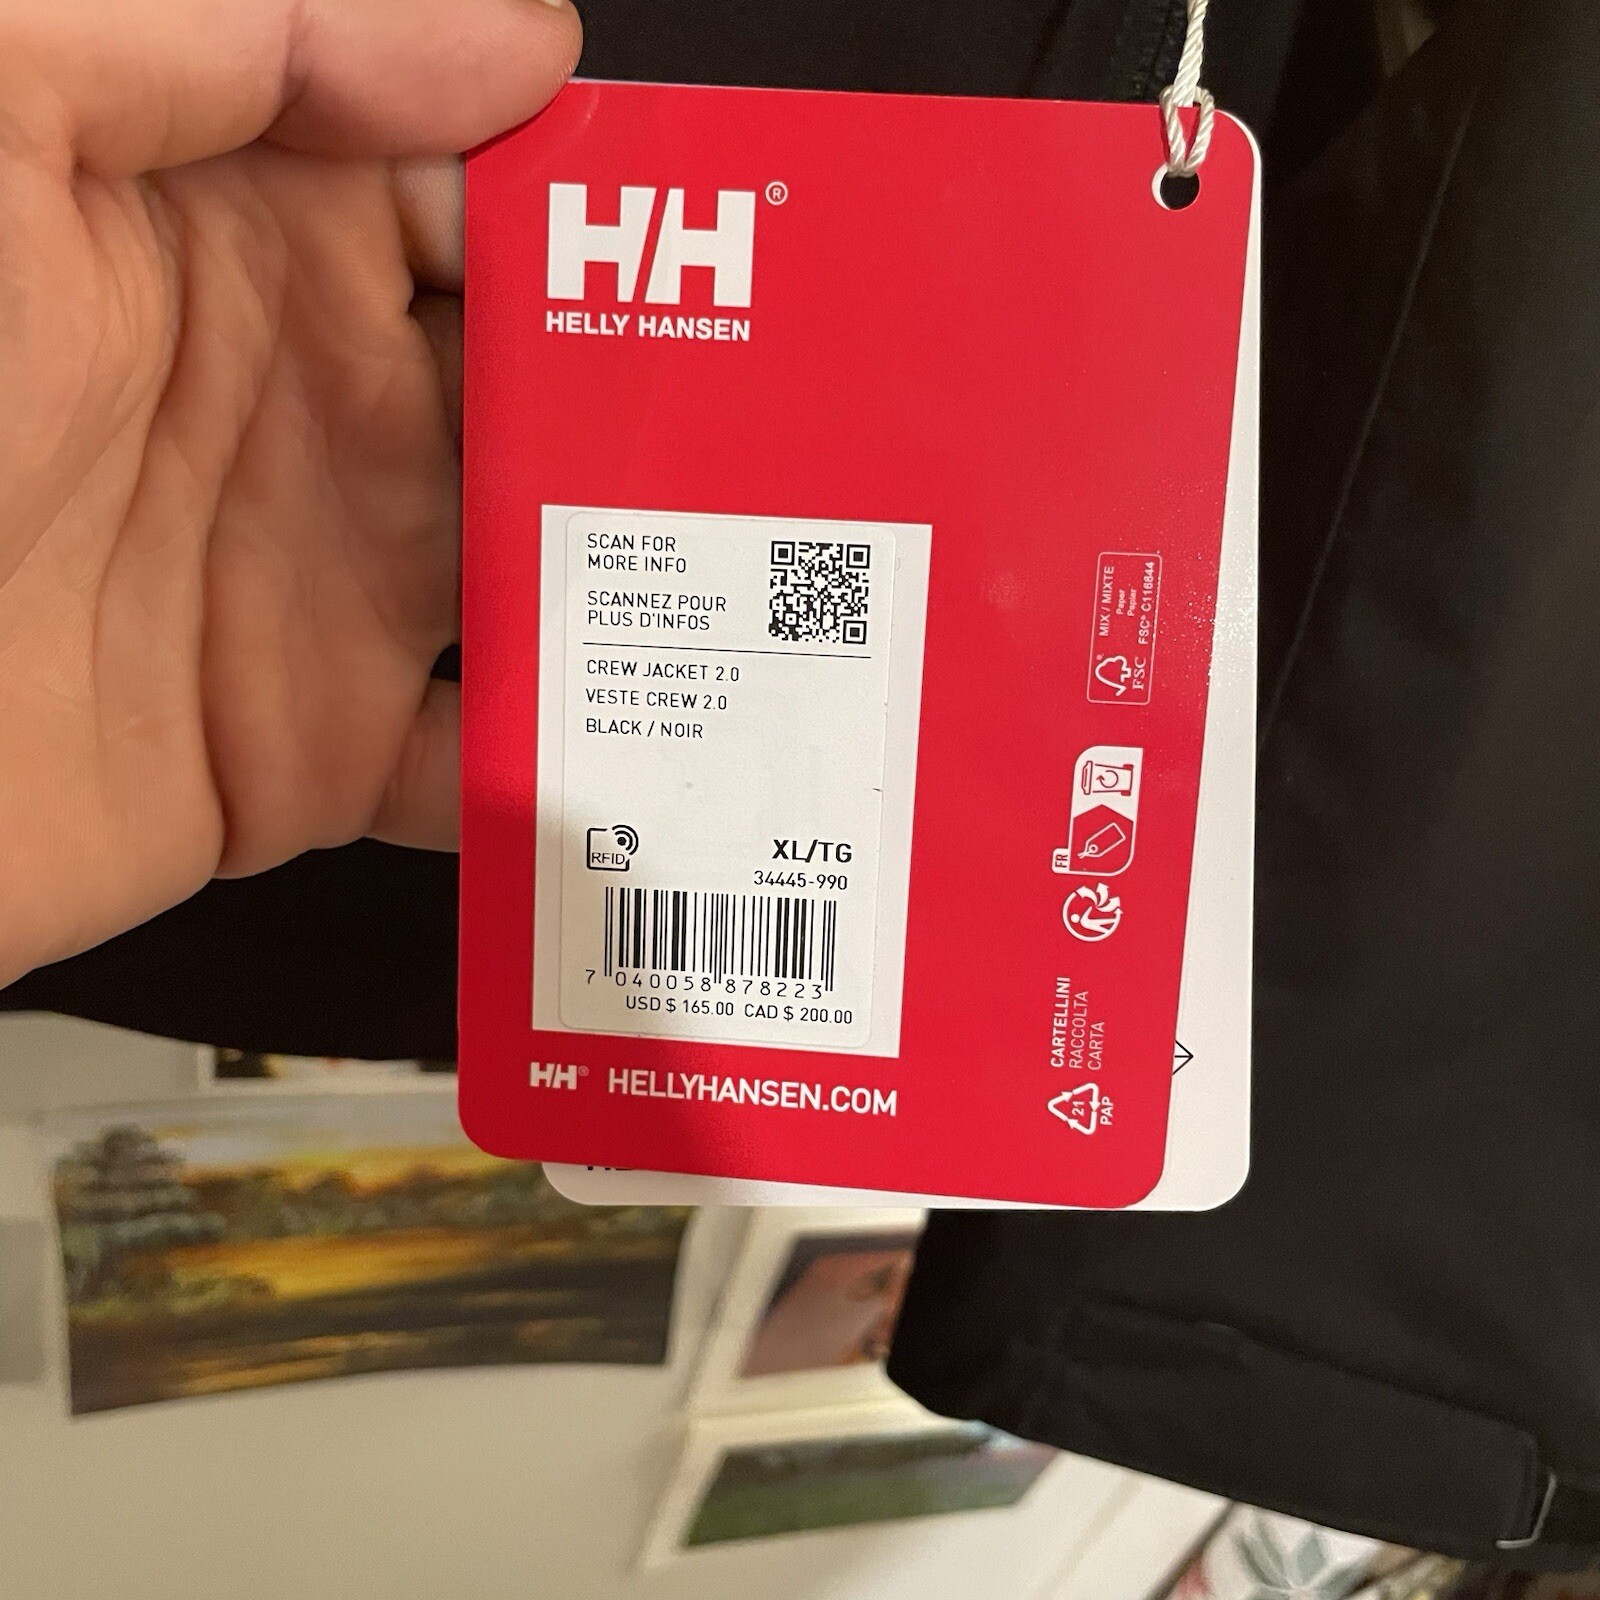 HH®
HELLY HANSEN
SCAN FOR
MORE INFO
SCANNEZ POUR
PLUS D'INFOS
CREW JACKET 2.0
VESTE CREW 2.0
BLACK / NOIR
RFID
XL/TG
34445-990
7 040058 878223
USD $ 165.00 CAD $ 200.00
HH® HELLYHANSEN.COM
MIX / MIXTE
Paper
Papier
FSC® C116844
FSC
FR
CARTELLINI
RACCOLTA
CARTA
21
PAP